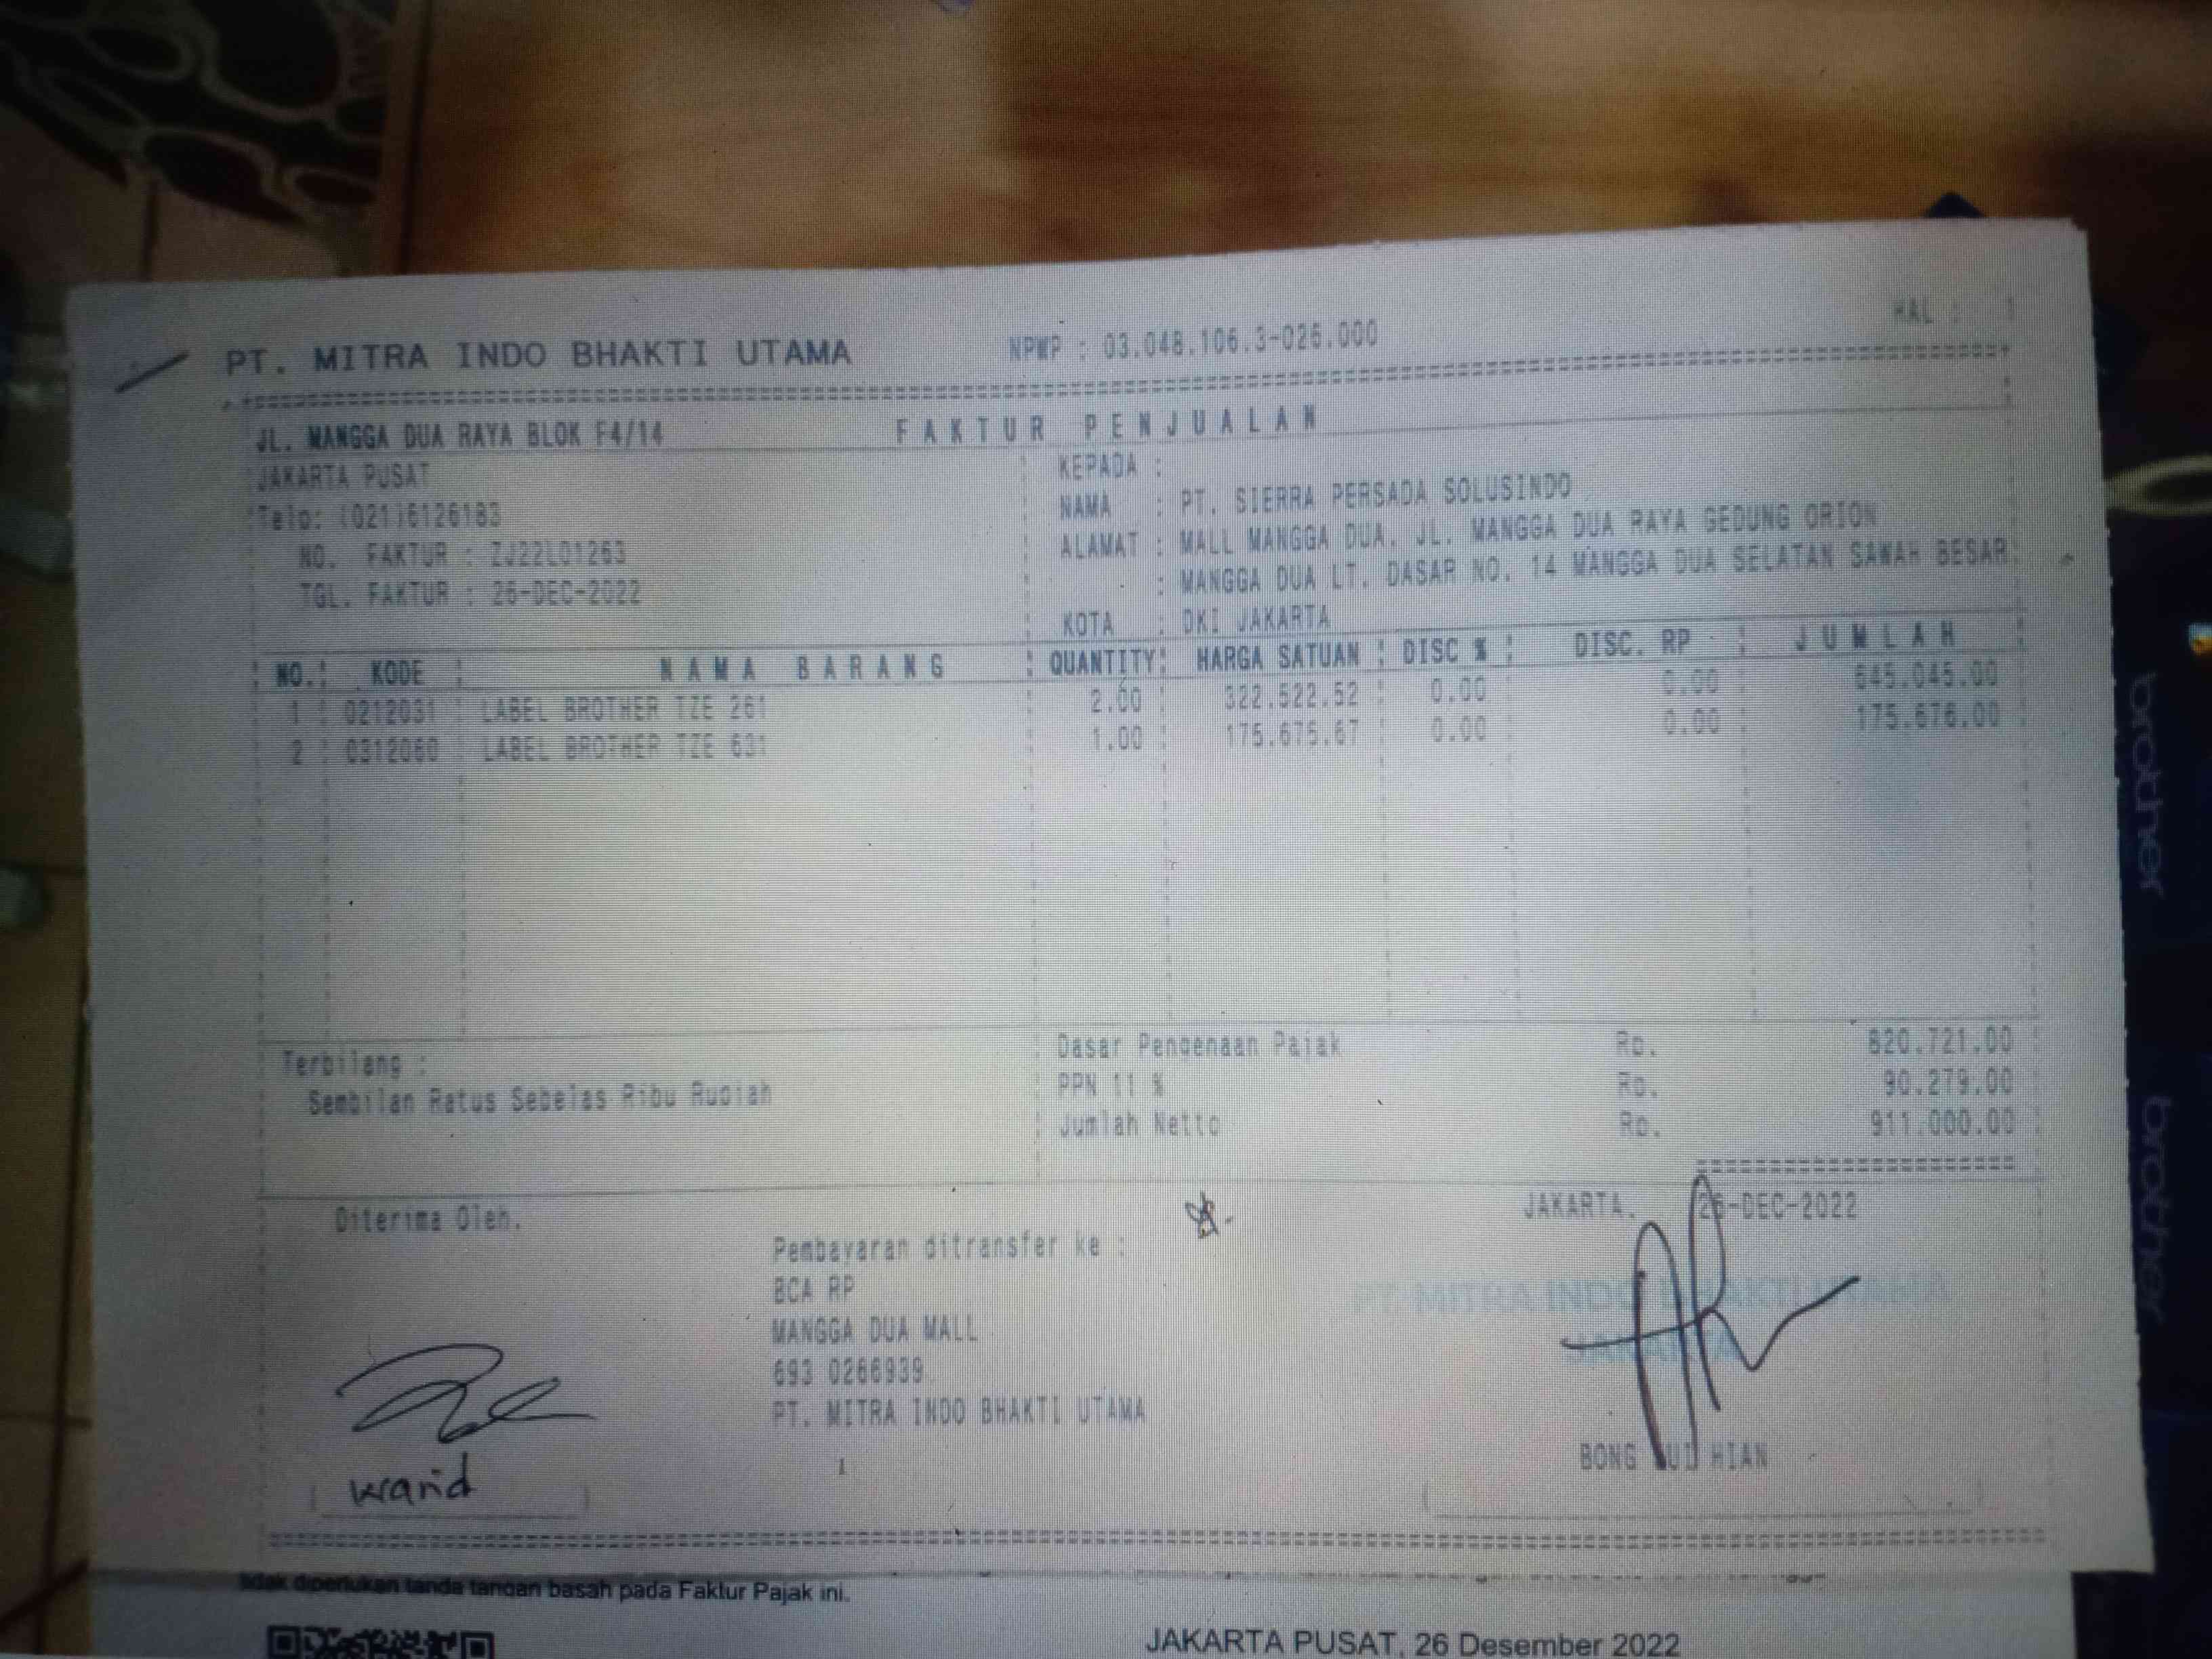 HAL : 1
PT. MITRA INDO BHAKTI UTAMA NPWP : 03.048.106.3-026.000
JL. MANGGA DUA RAYA BLOK F4/14 FAKTUR PENJUALAN
JAKARTA PUSAT
Telp: (021)6126183
NO. FAKTUR : ZJ22L01263
TGL. FAKTUR : 26-DEC-2022
KEPADA :
NAMA : PT. SIERRA PERSADA SOLUSINDO
ALAMAT : MALL MANGGA DUA, JL. MANGGA DUA RAYA GEDUNG ORION
: MANGGA DUA LT. DASAR NO. 14 MANGGA DUA SELATAN SAWAH BESAR
KOTA : DKI JAKARTA
NO. KODE NAMA BARANG QUANTITY HARGA SATUAN DISC % DISC. RP JUMLAH
1 0212031 LABEL BROTHER TZE 261 2.00 322.522.52 0.00 0.00 645.045.00
2 0312060 LABEL BROTHER TZE 631 1.00 175.675.67 0.00 0.00 175.676.00
Terbilang :
Sembilan Ratus Sebelas Ribu Rupiah
Dasar Pengenaan Pajak Rp. 820.721.00
PPN 11 % Rp. 90.279.00
Jumlah Netto Rp. 911.000.00
Diterima Oleh,
warid
Pembayaran ditransfer ke :
BCA RP
MANGGA DUA MALL
693 0266939
PT. MITRA INDO BHAKTI UTAMA
JAKARTA, 26-DEC-2022
PT. MITRA INDO BHAKTI UTAMA
JAKARTA
BONG HIAN
tidak diperlukan tanda tangan basah pada Faktur Pajak ini.
JAKARTA PUSAT, 26 Desember 2022
brother
brother